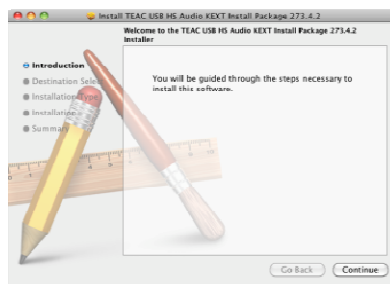 Install TEAC USB HS Audio KEXT Install Package 273.4.2
Welcome to the TEAC USB HS Audio KEXT Install Package 273.4.2
Installer
Introduction
Destination Select
Installation Type
Installation
Summary
You will be guided through the steps necessary to
install this software.
Go Back
Continue